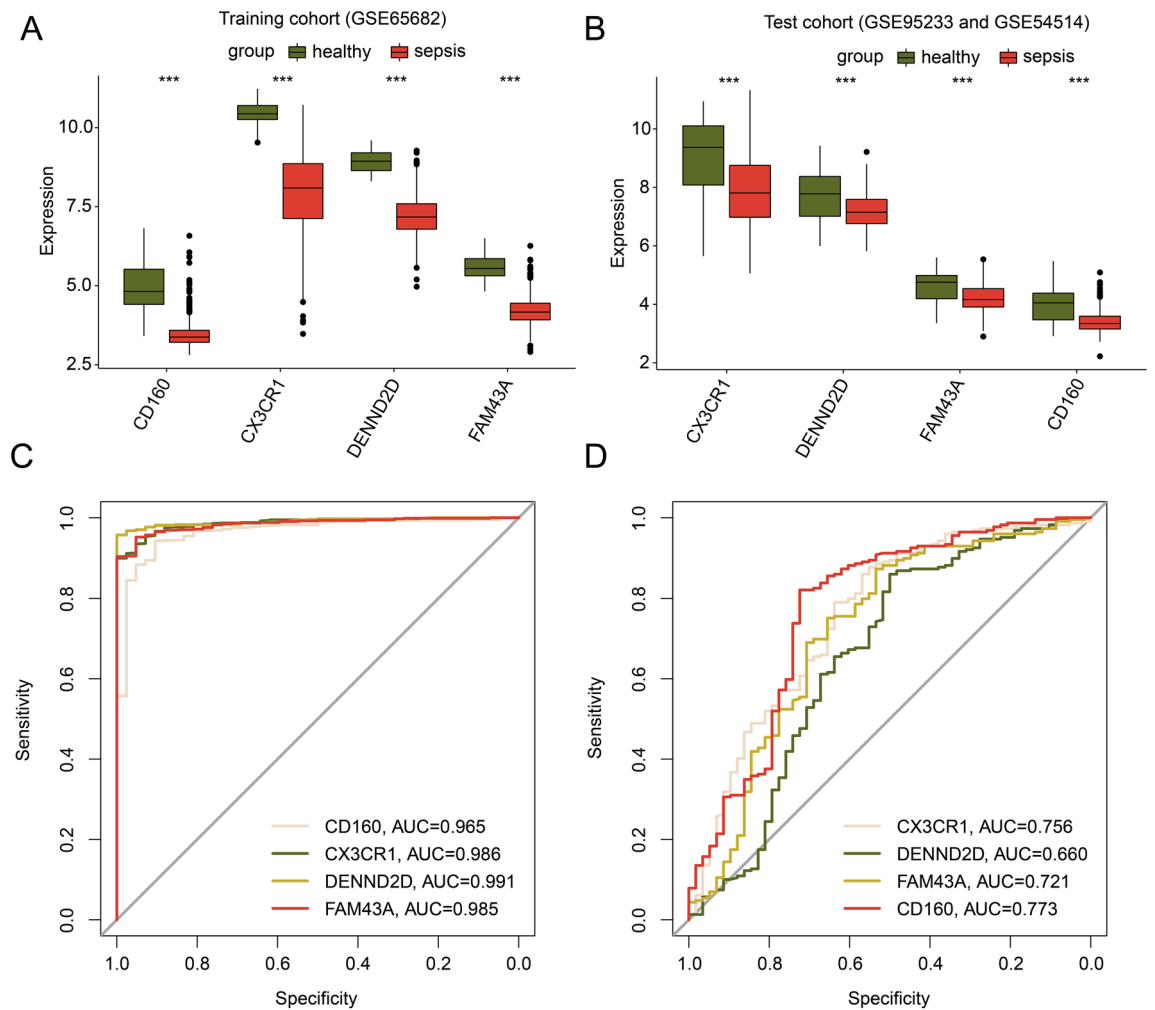 A
Training cohort (GSE65682)
group healthy sepsis
*** *** *** ***
Expression
10.0
7.5
5.0
2.5
CD160
CX3CR1
DENND2D
FAM43A
B
Test cohort (GSE95233 and GSE54514)
group healthy sepsis
*** *** *** ***
Expression
10
8
6
4
2
CX3CR1
DENND2D
FAM43A
CD160
C
Sensitivity
1.0
0.8
0.6
0.4
0.2
0.0
CD160, AUC=0.965
CX3CR1, AUC=0.986
DENND2D, AUC=0.991
FAM43A, AUC=0.985
1.0 0.8 0.6 0.4 0.2 0.0
Specificity
D
Sensitivity
1.0
0.8
0.6
0.4
0.2
0.0
CX3CR1, AUC=0.756
DENND2D, AUC=0.660
FAM43A, AUC=0.721
CD160, AUC=0.773
1.0 0.8 0.6 0.4 0.2 0.0
Specificity